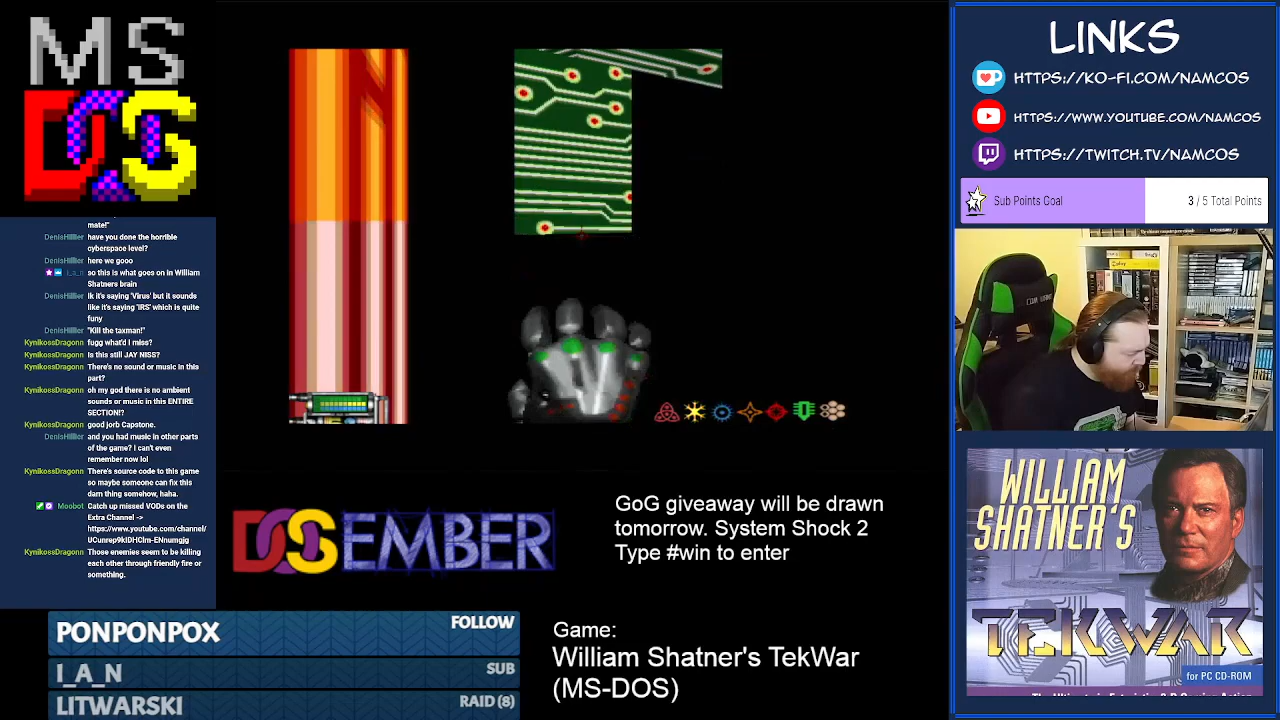 MS
DOS
mate!"
DenisHillier have you done the horrible
cyberspace level?
DenisHillier here we gooo
i_a_n so this is what goes on in William
Shatners brain
DenisHillier Ik it's saying 'Virus' but it sounds
like it's saying 'IRS' which is quite
funy
DenisHillier "Kill the taxman!"
KynikossDragonn fugg what'd I miss?
KynikossDragonn Is this still JAY NISS?
KynikossDragonn There's no sound or music in this
part?
KynikossDragonn oh my god there is no ambient
sounds or music in this ENTIRE
SECTION!?
KynikossDragonn good jorb Capstone.
DenisHillier and you had music in other parts
of the game? I can't even
remember now lol
KynikossDragonn There's source code to this game
so maybe someone can fix this
dam thing somehow, haha.
Moobot Catch up missed VODs on the
Extra Channel ->
https://www.youtube.com/channel/
KynikossDragonn Those enemies seem to be killing
each other through friendly fire or
something.
DOSEMBER
GoG giveaway will be drawn
tomorrow. System Shock 2
Type #win to enter
PONPONPOX FOLLOW
I_A_N SUB
LITWARSKI RAID (8)
Game:
William Shatner's TekWar
(MS-DOS)
LINKS
HTTPS://KO-FI.COM/NAMCOS
HTTPS://WWW.YOUTUBE.COM/NAMCOS
HTTPS://TWITCH.TV/NAMCOS
Sub Points Goal 3 / 5 Total Points
WILLIAM
SHATNER'S
TEKWAR
for PC CD-ROM